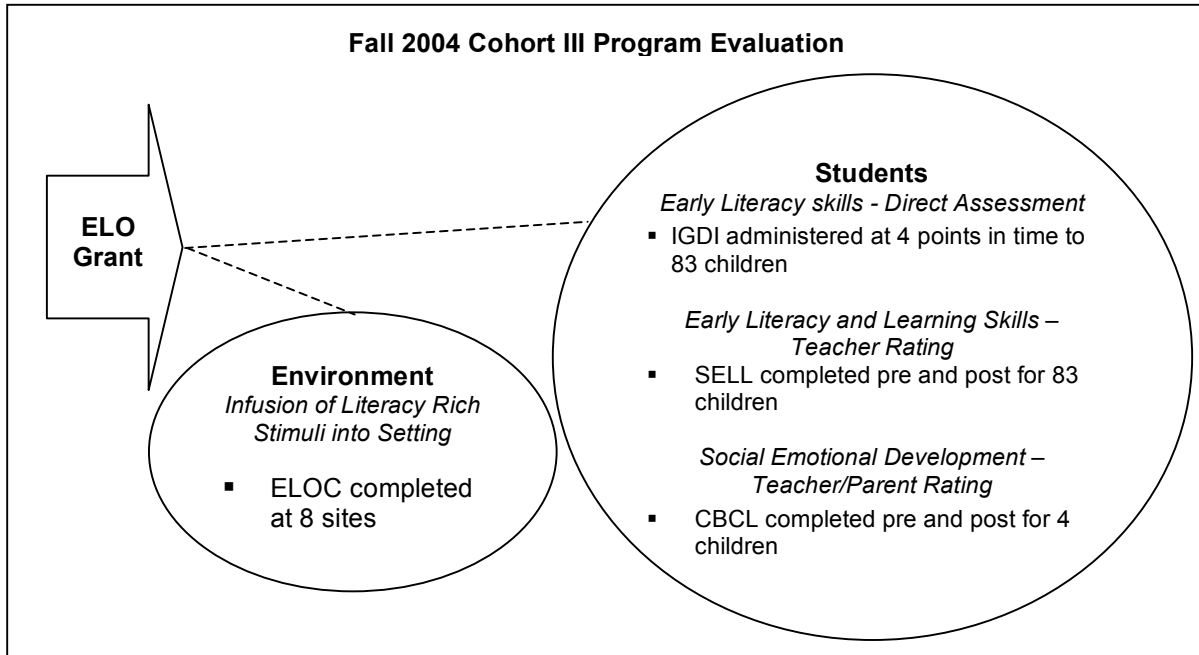 Fall 2004 Cohort III Program Evaluation
ELO
Grant
Students
Early Literacy skills - Direct Assessment
▪ IGDI administered at 4 points in time to
83 children
Early Literacy and Learning Skills –
Teacher Rating
▪ SELL completed pre and post for 83
children
Social Emotional Development –
Teacher/Parent Rating
▪ CBCL completed pre and post for 4
children
Environment
Infusion of Literacy Rich
Stimuli into Setting
▪ ELOC completed
at 8 sites